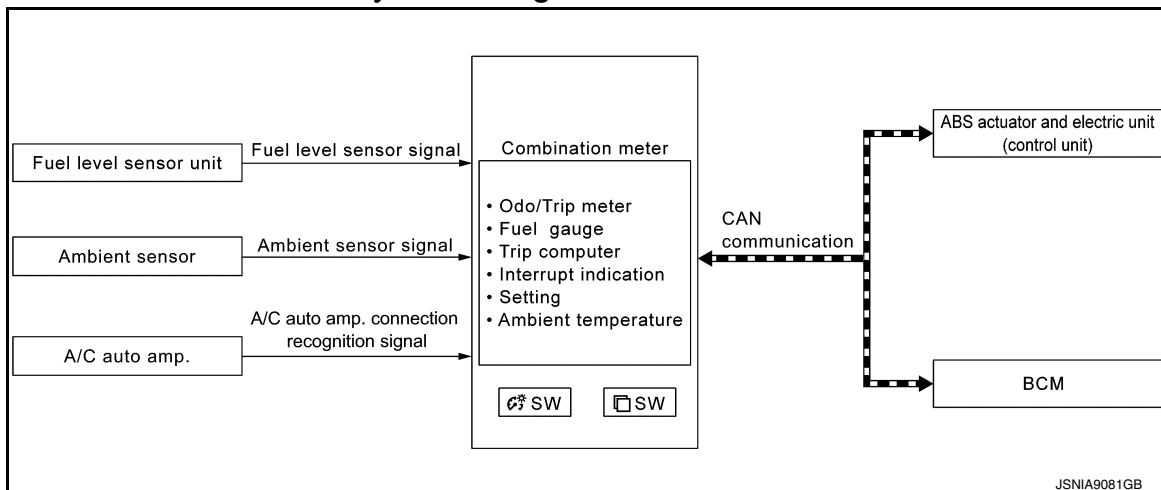 Fuel level sensor unit
Fuel level sensor signal
Ambient sensor
Ambient sensor signal
A/C auto amp.
A/C auto amp. connection
recognition signal
Combination meter
• Odo/Trip meter
• Fuel gauge
• Trip computer
• Interrupt indication
• Setting
• Ambient temperature
SW
SW
CAN
communication
ABS actuator and electric unit
(control unit)
BCM
JSNIA9081GB